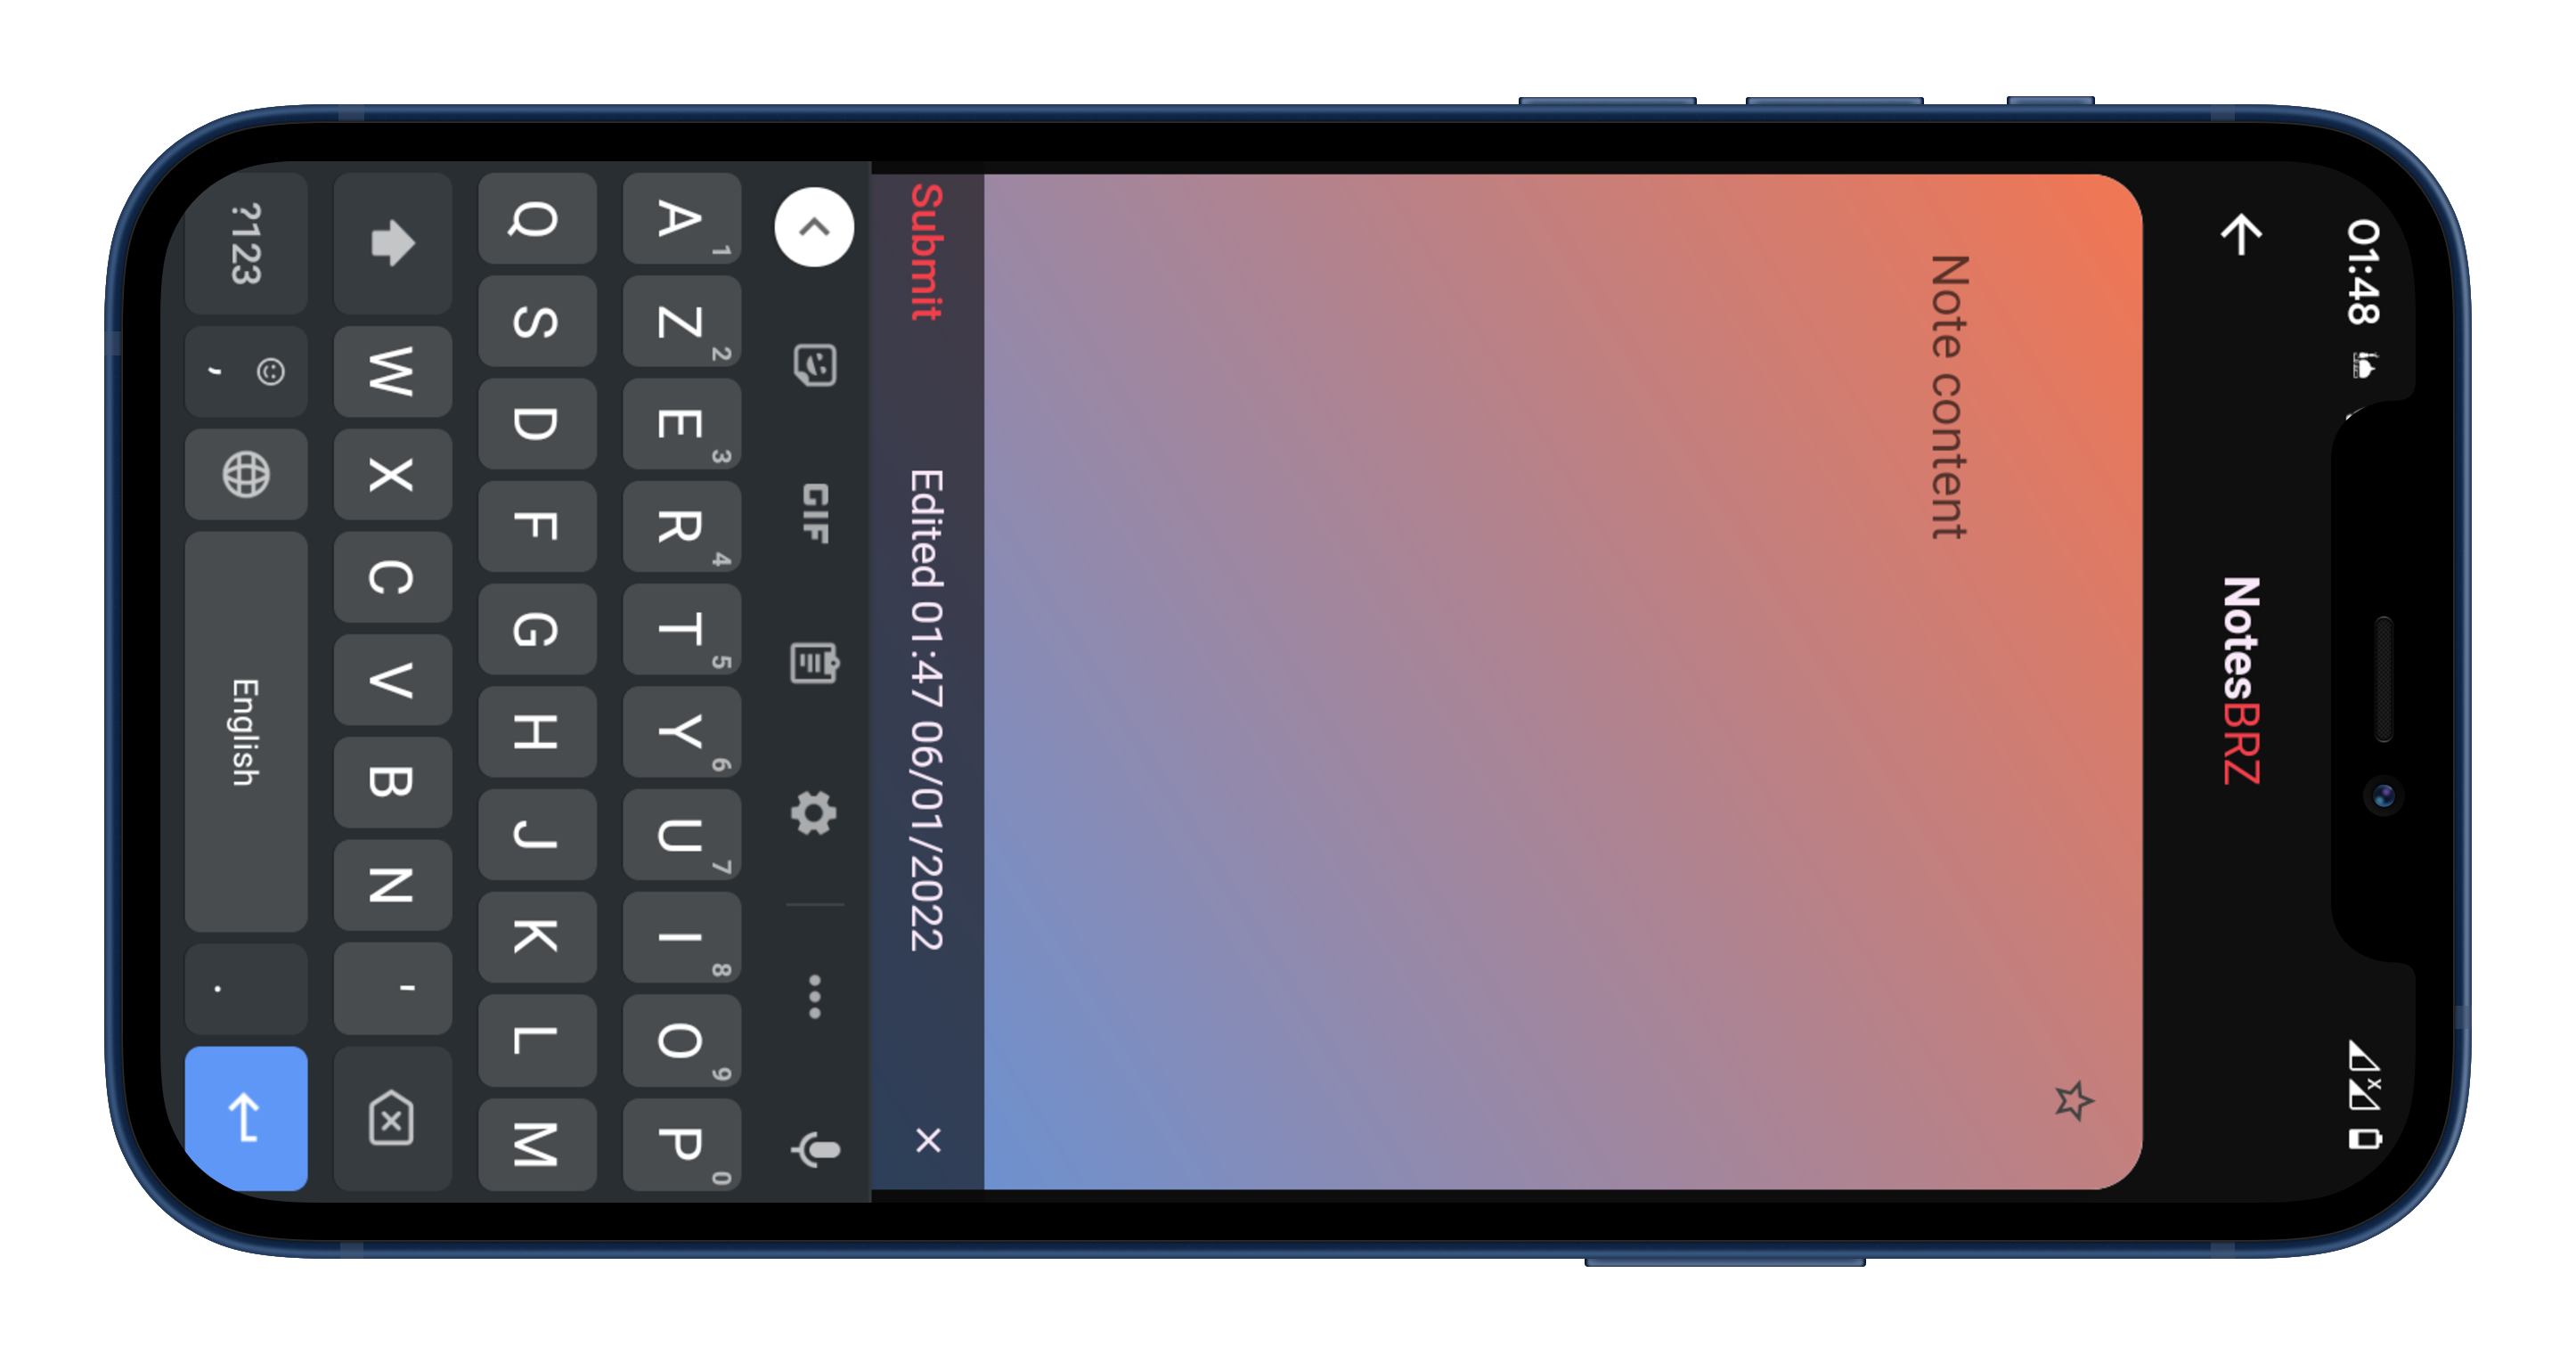 01:48
NotesBRZ
Note content
Submit Edited 01:47 06/01/2022
GIF
A 1 Z 2 E 3 R 4 T 5 Y 6 U 7 I 8 O 9 P 0
Q S D F G H J K L M
W X C V B N '
?123 , English .